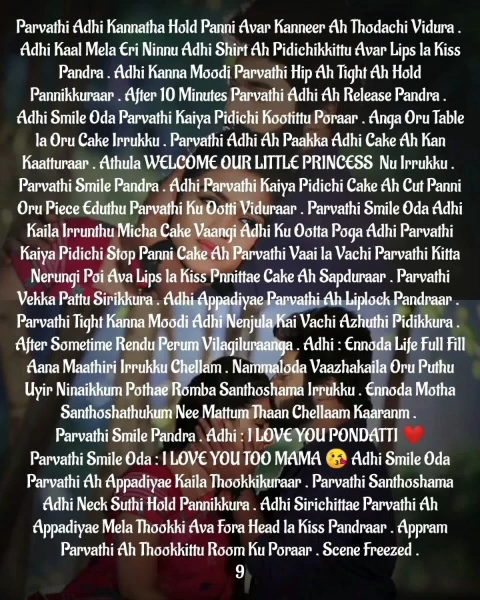 Parvathi Adhi Kannatha Hold Panni Avar Kanneer Ah Thodachi Vidura .
Adhi Kaal Mela Eri Ninnu Adhi Shirt Ah Pidichikkittu Avar Lips la Kiss
Pandra . Adhi Kanna Moodi Parvathi Hip Ah Tight Ah Hold
Pannikkuraar . After 10 Minutes Parvathi Adhi Ah Release Pandra .
Adhi Smile Oda Parvathi Kaiya Pidichi Kootittu Poraar . Anga Oru Table
la Oru Cake Irrukku . Parvathi Adhi Ah Paakka Adhi Cake Ah Kan
Kaatturaar . Athula WELCOME OUR LITTLE PRINCESS Nu Irrukku .
Parvathi Smile Pandra . Adhi Parvathi Kaiya Pidichi Cake Ah Cut Panni
Oru Piece Eduthu Parvathi Ku Ootti Viduraar . Parvathi Smile Oda Adhi
Kaila Irrunthu Micha Cake Vaangi Adhi Ku Ootta Poga Adhi Parvathi
Kaiya Pidichi Stop Panni Cake Ah Parvathi Vaai la Vachi Parvathi Kitta
Nerungi Poi Ava Lips la Kiss Pnnittae Cake Ah Sapduraar . Parvathi
Vekka Pattu Sirikkura . Adhi Appadiyae Parvathi Ah Liplock Pandraar .
Parvathi Tight Kanna Moodi Adhi Nenjula Kai Vachi Azhuthi Pidikkura .
After Sometime Rendu Perum Vilagiluraanga . Adhi : Ennoda Life Full Fill
Aana Maathiri Irrukku Chellam . Nammaloda Vaazhakaila Oru Puthu
Uyir Ninaikkum Pothae Romba Santhoshama Irrukku . Ennoda Motha
Santhoshathukum Nee Mattum Thaan Chellaam Kaaranm .
Parvathi Smile Pandra . Adhi : I LOVE YOU PONDATTI ❤️
Parvathi Smile Oda : I LOVE YOU TOO MAMA 😘 Adhi Smile Oda
Parvathi Ah Appadiyae Kaila Thookkikuraar . Parvathi Santhoshama
Adhi Neck Suthi Hold Pannikkura . Adhi Sirichittae Parvathi Ah
Appadiyae Mela Thookki Ava Fora Head la Kiss Pandraar . Appram
Parvathi Ah Thookkittu Room Ku Poraar . Scene Freezed .
9